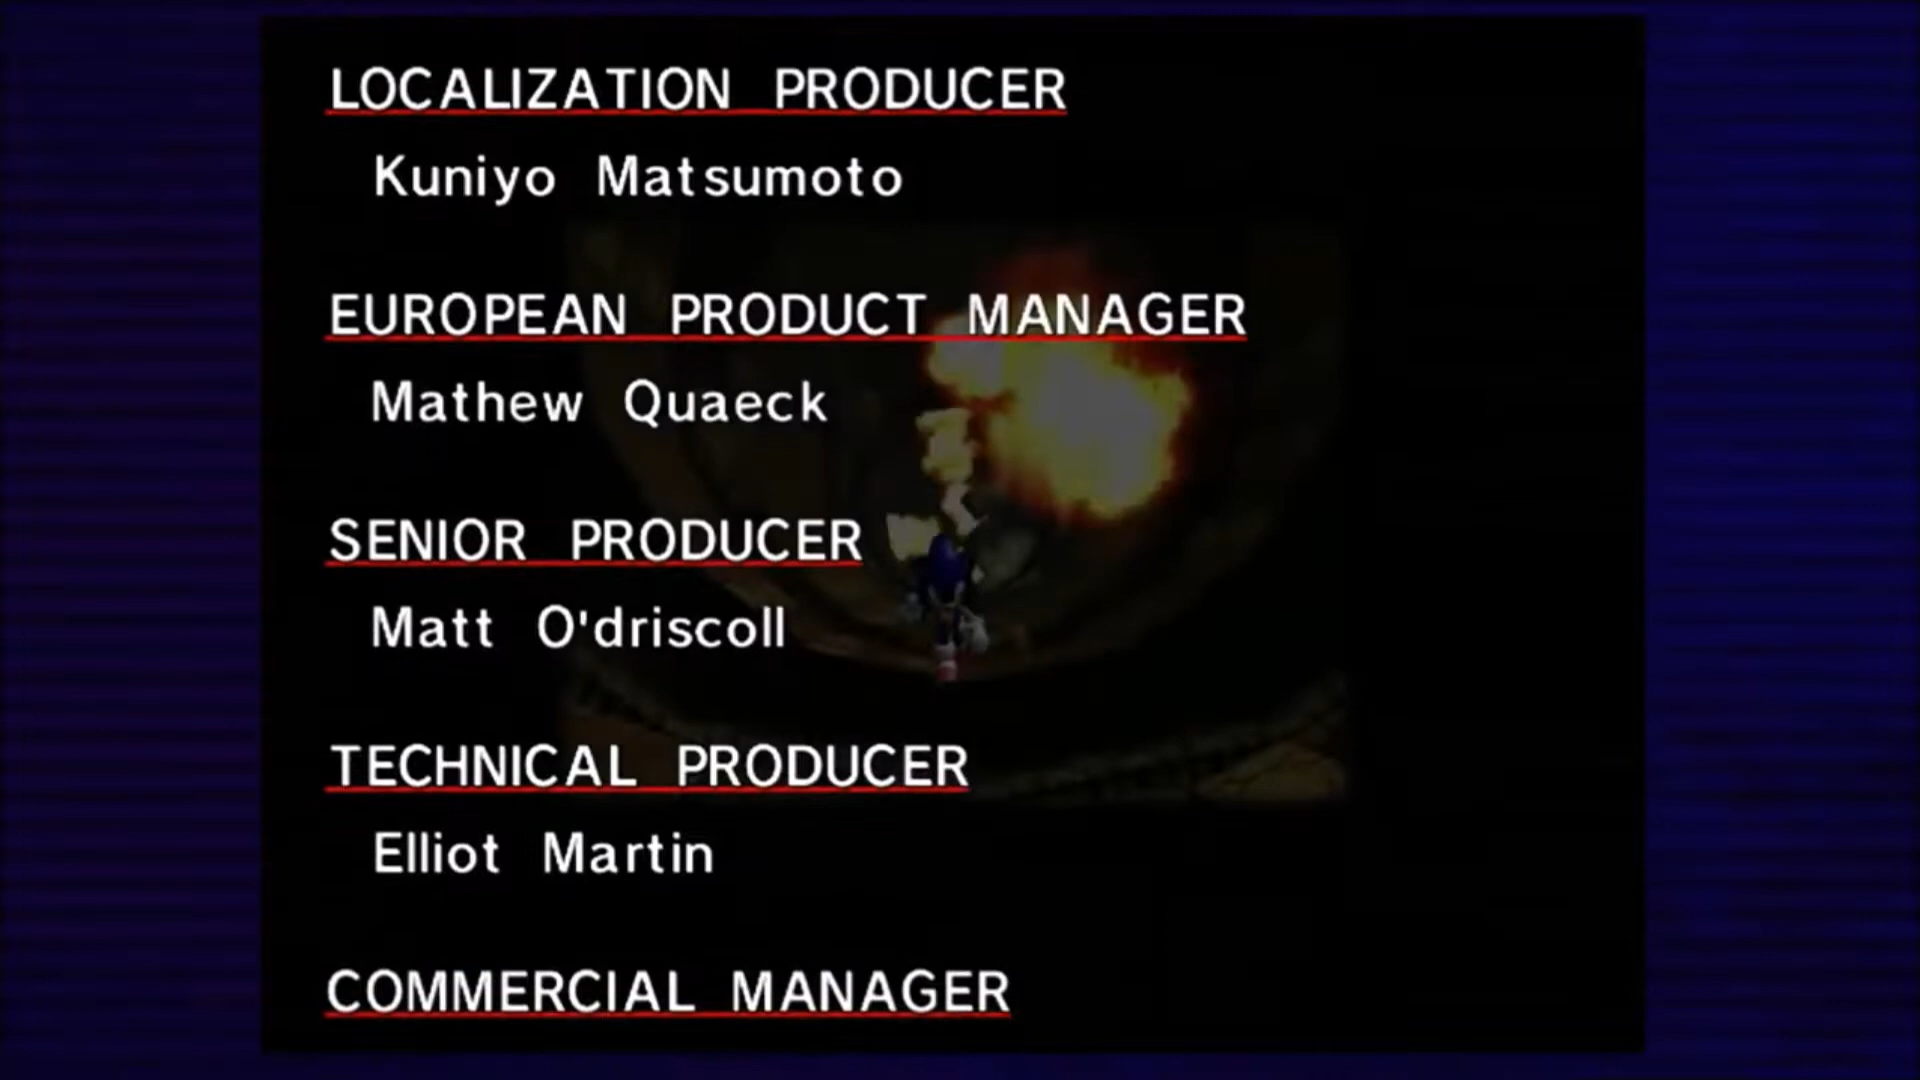 LOCALIZATION PRODUCER
Kuniyo Matsumoto
EUROPEAN PRODUCT MANAGER
Mathew Quaeck
SENIOR PRODUCER
Matt O'driscoll
TECHNICAL PRODUCER
Elliot Martin
COMMERCIAL MANAGER